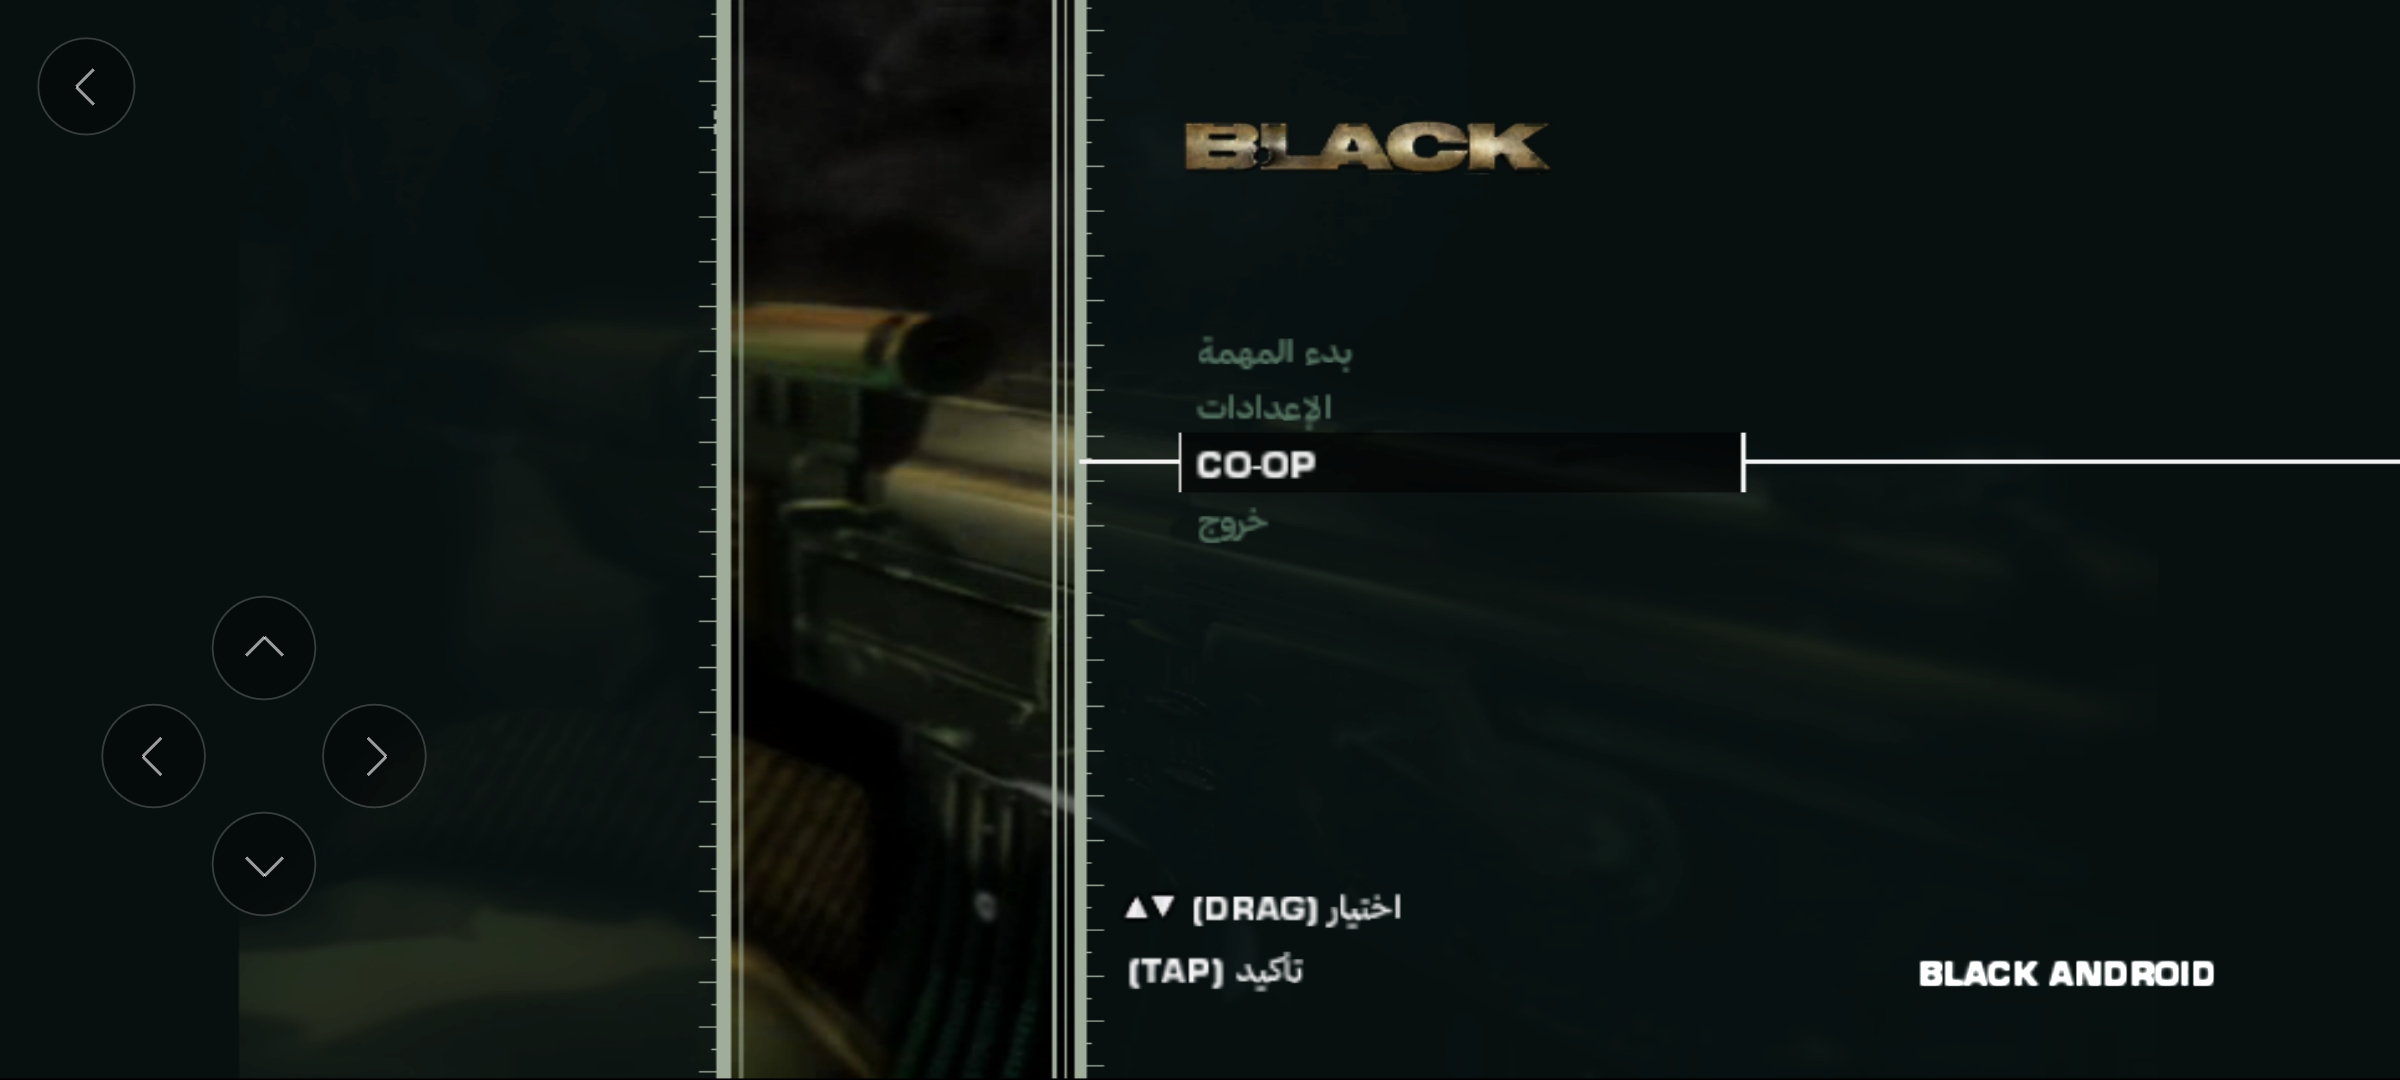 BLACK
بدء المهمة
الإعدادات
CO-OP
خروج
▲▼ (DRAG) اختيار
(TAP) تأكيد
BLACK ANDROID